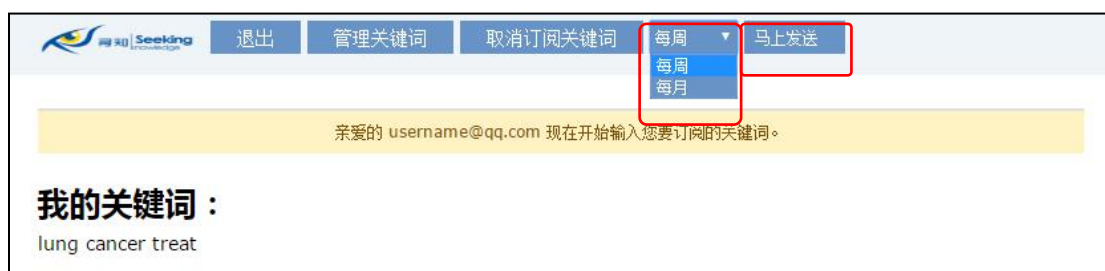 寻知 Seeking knowledge 退出 管理关键词 取消订阅关键词 每周 马上发送
每周
每月
亲爱的 username@qq.com 现在开始输入您要订阅的关键词。
我的关键词：
lung cancer treat